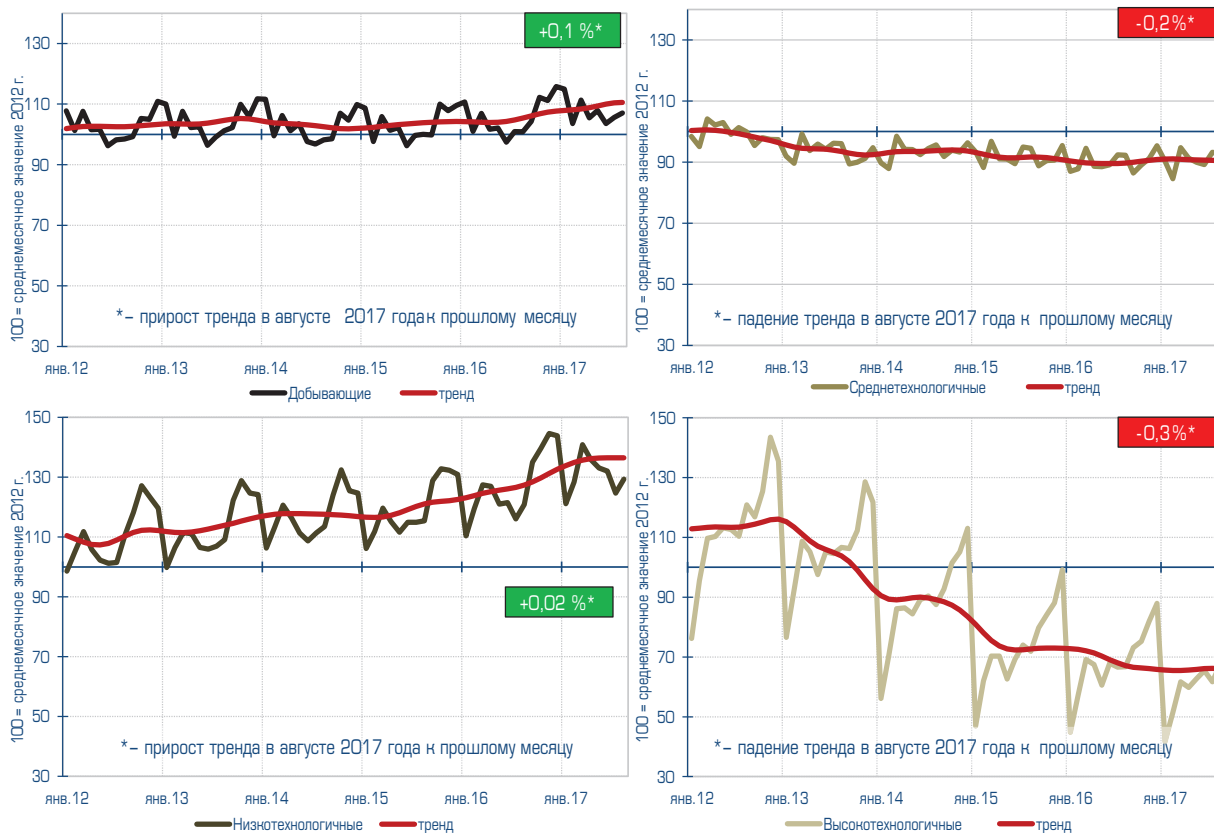 100 = среднемесячное значение 2012 г.
130
110
90
70
50
30
+0,1 %*
*– прирост тренда в августе 2017 года к прошлому месяцу
янв.12 янв.13 янв.14 янв.15 янв.16 янв.17
Добывающие тренд
100 = среднемесячное значение 2012 г.
130
110
90
70
50
30
-0,2%*
*– падение тренда в августе 2017 года к прошлому месяцу
янв.12 янв.13 янв.14 янв.15 янв.16 янв.17
Среднетехнологичные тренд
100 = среднемесячное значение 2012 г.
150
130
110
90
70
50
30
+0,02 %*
*– прирост тренда в августе 2017 года к прошлому месяцу
янв.12 янв.13 янв.14 янв.15 янв.16 янв.17
Низкотехнологичные тренд
100 = среднемесячное значение 2012 г.
150
130
110
90
70
50
30
-0,3%*
*– падение тренда в августе 2017 года к прошлому месяцу
янв.12 янв.13 янв.14 янв.15 янв.16 янв.17
Высокотехнологичные тренд